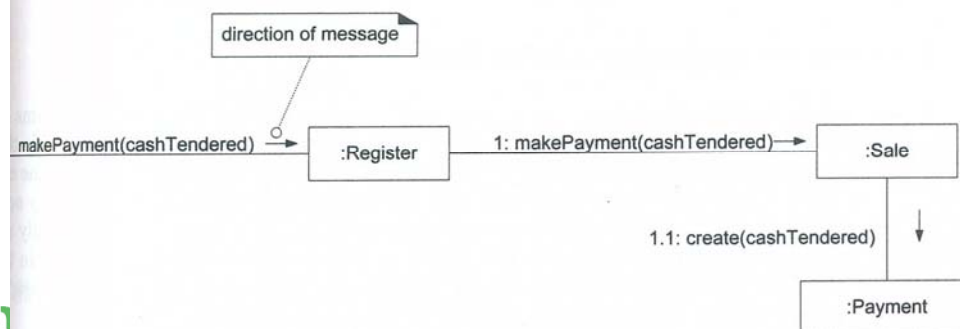 direction of message
makePayment(cashTendered)
:Register
1: makePayment(cashTendered)
:Sale
1.1: create(cashTendered)
:Payment